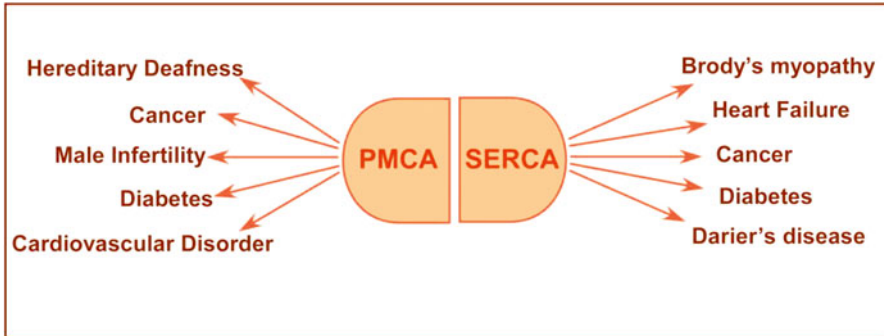 Hereditary Deafness
Cancer
Male Infertility
Diabetes
Cardiovascular Disorder
PMCA
SERCA
Brody's myopathy
Heart Failure
Cancer
Diabetes
Darier's disease